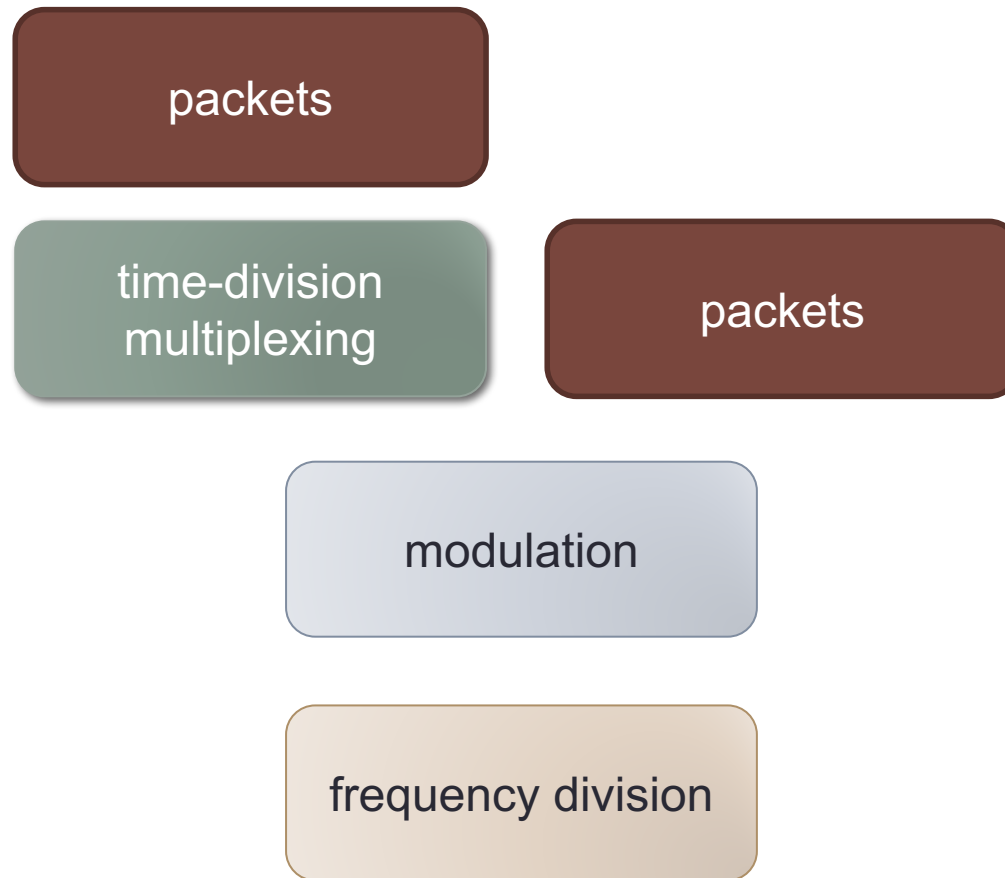 packets
time-division
multiplexing
packets
modulation
frequency division